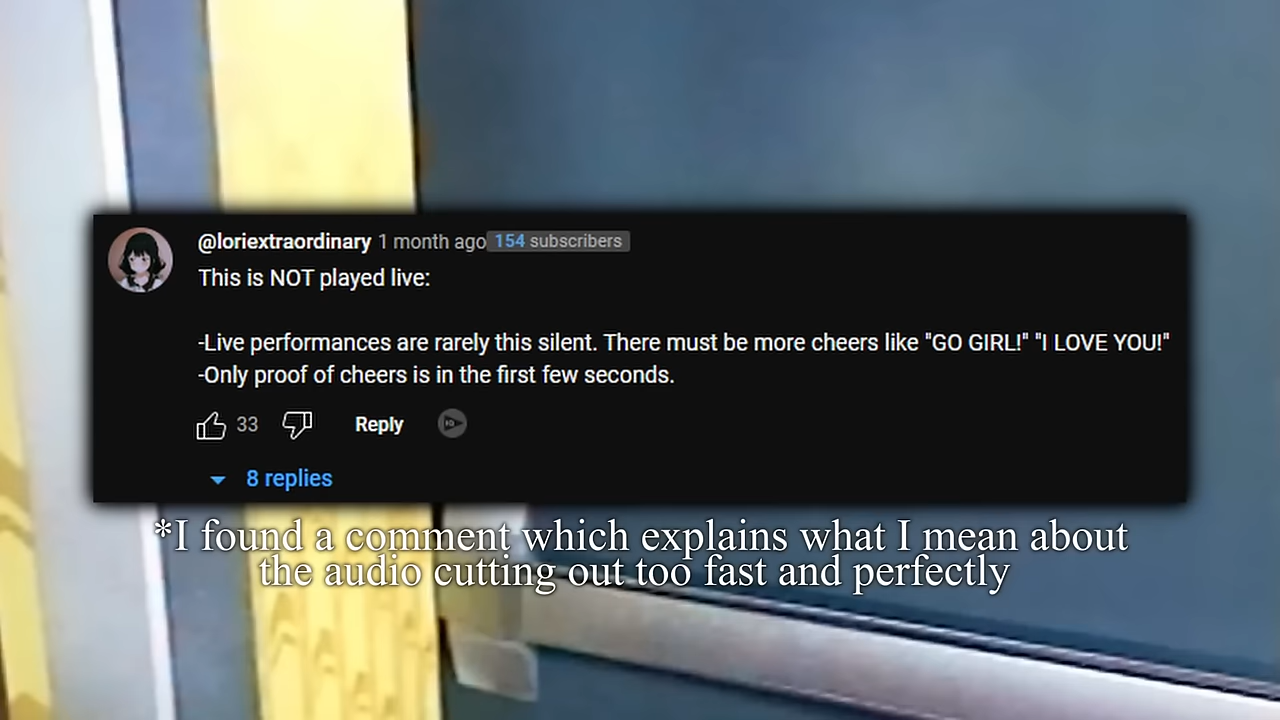 @loriextraordinary 1 month ago 154 subscribers
This is NOT played live:
-Live performances are rarely this silent. There must be more cheers like "GO GIRL!" "I LOVE YOU!"
-Only proof of cheers is in the first few seconds.
33 Reply
8 replies
*I found a comment which explains what I mean about
the audio cutting out too fast and perfectly